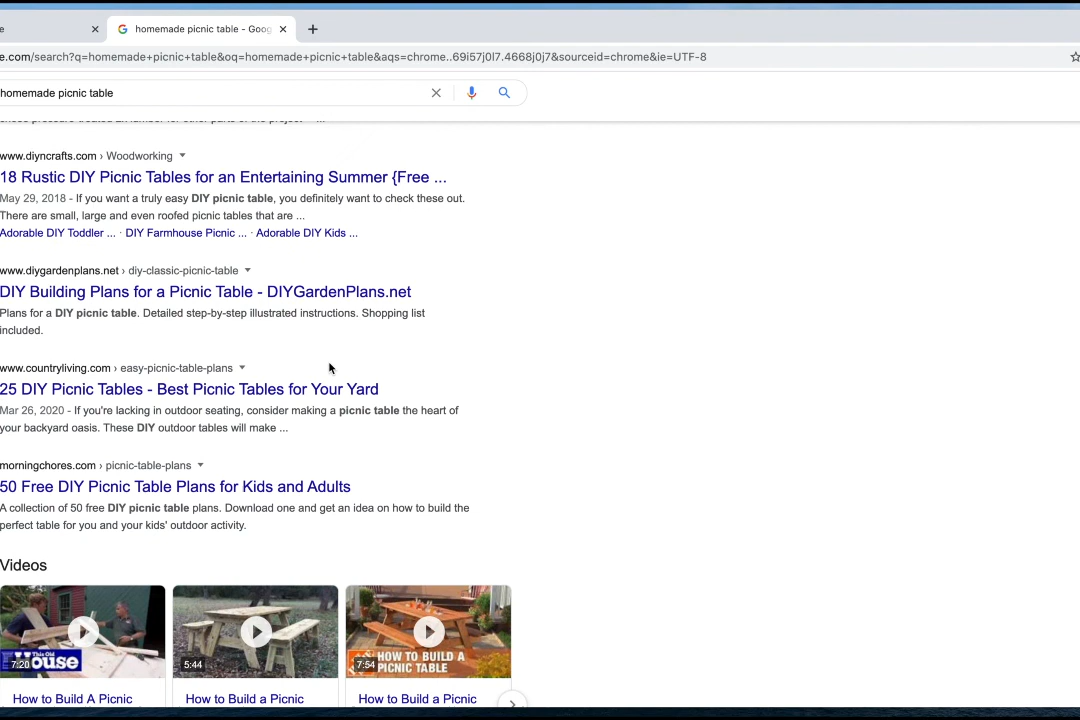 e
homemade picnic table - Goog
e.com/search?q=homemade+picnic+table&oq=homemade+picnic+table&aqs=chrome..69i57j0l7.4668j0j7&sourceid=chrome&ie=UTF-8
homemade picnic table
www.diyncrafts.com › Woodworking
18 Rustic DIY Picnic Tables for an Entertaining Summer {Free ...
May 29, 2018 - If you want a truly easy DIY picnic table, you definitely want to check these out.
There are small, large and even roofed picnic tables that are ...
Adorable DIY Toddler ... · DIY Farmhouse Picnic ... · Adorable DIY Kids ...
www.diygardenplans.net › diy-classic-picnic-table
DIY Building Plans for a Picnic Table - DIYGardenPlans.net
Plans for a DIY picnic table. Detailed step-by-step illustrated instructions. Shopping list
included.
www.countryliving.com › easy-picnic-table-plans
25 DIY Picnic Tables - Best Picnic Tables for Your Yard
Mar 26, 2020 - If you're lacking in outdoor seating, consider making a picnic table the heart of
your backyard oasis. These DIY outdoor tables will make ...
morningchores.com › picnic-table-plans
50 Free DIY Picnic Table Plans for Kids and Adults
A collection of 50 free DIY picnic table plans. Download one and get an idea on how to build the
perfect table for you and your kids' outdoor activity.
Videos
7:20
5:44
7:54
HOW TO BUILD A
PICNIC TABLE
How to Build A Picnic
How to Build a Picnic
How to Build a Picnic